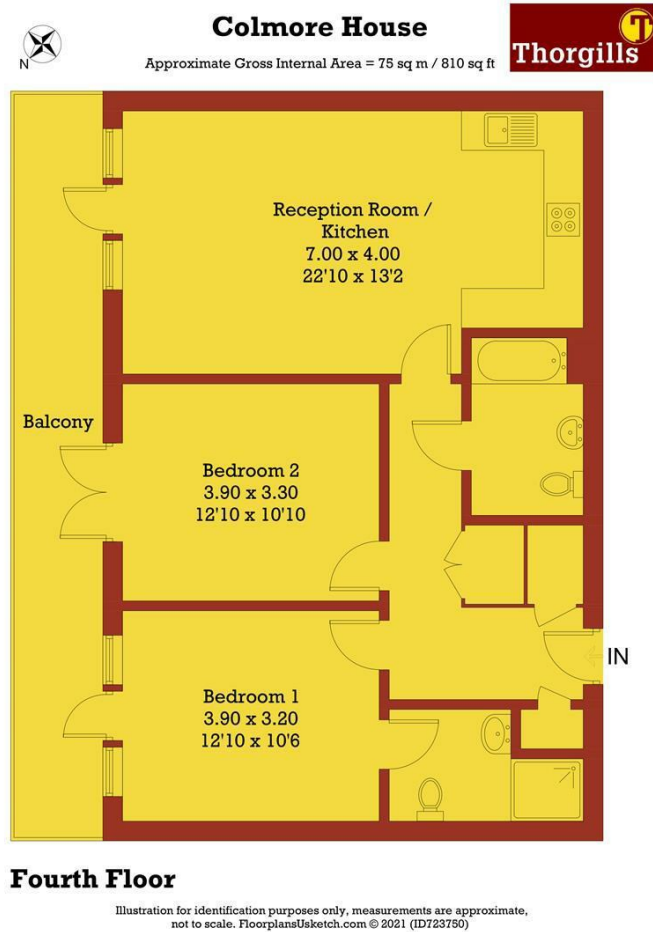 Colmore House
Approximate Gross Internal Area = 75 sq m / 810 sq ft
T
Thorgills
N
Reception Room /
Kitchen
7.00 x 4.00
22'10 x 13'2
Balcony
Bedroom 2
3.90 x 3.30
12'10 x 10'10
IN
Bedroom 1
3.90 x 3.20
12'10 x 10'6
Fourth Floor
Illustration for identification purposes only, measurements are approximate,
not to scale. FloorplansUsketch.com © 2021 (ID723750)